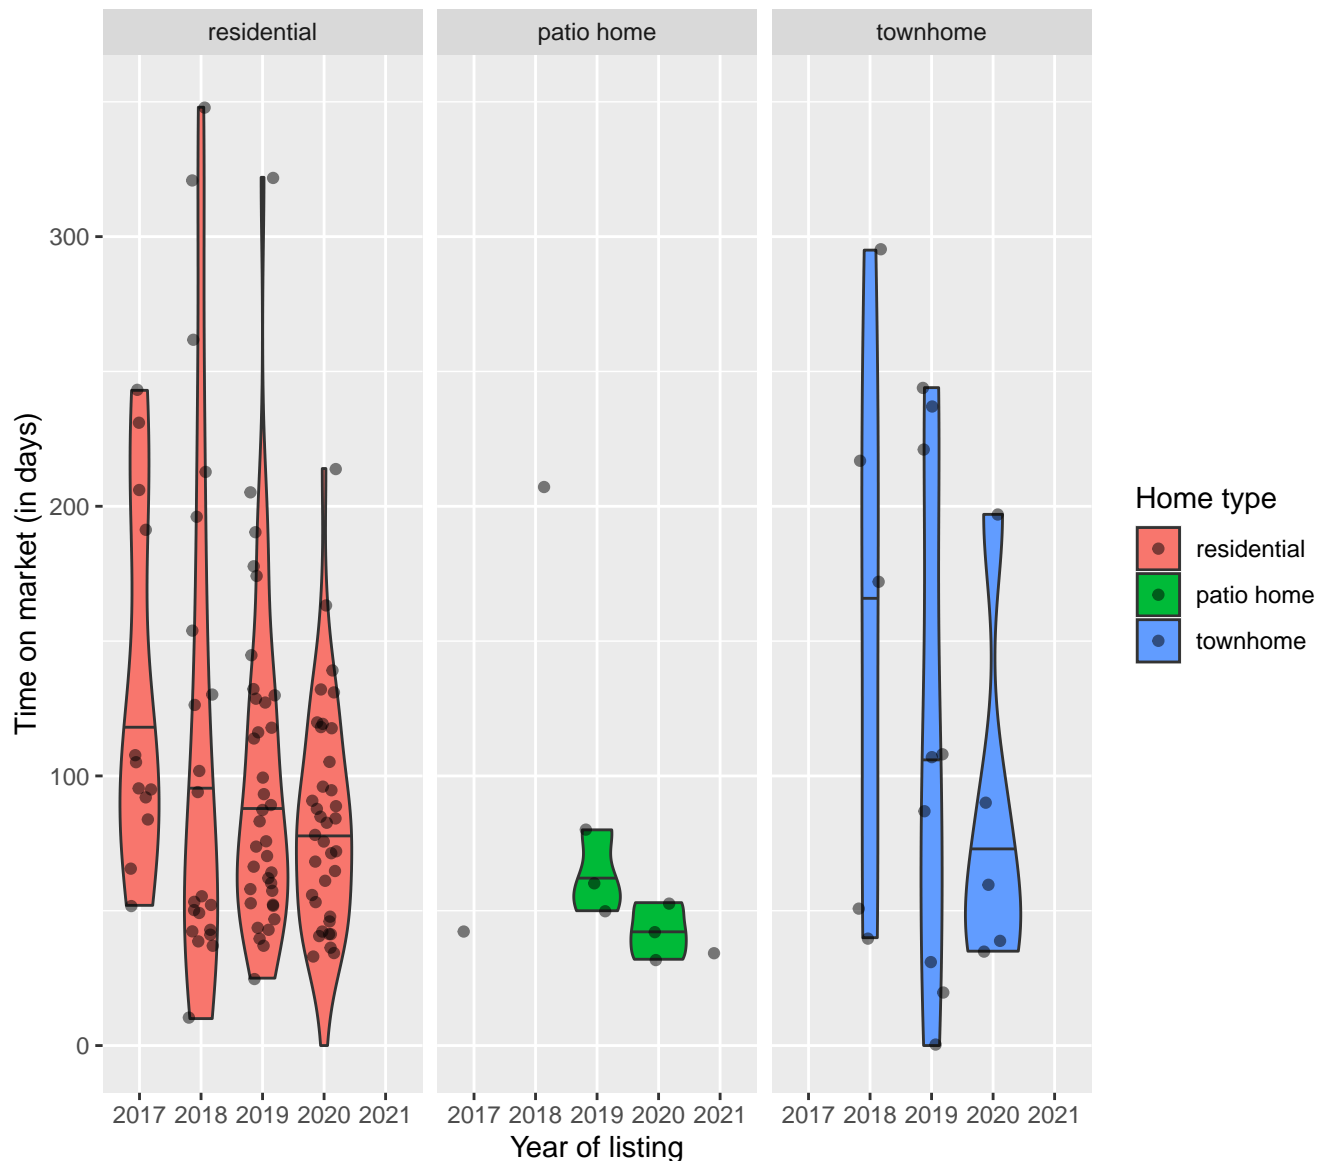 residential
patio home
townhome
Time on market (in days)
300
200
100
0
2017 2018 2019 2020 2021
2017 2018 2019 2020 2021
2017 2018 2019 2020 2021
Year of listing
Home type
residential
patio home
townhome